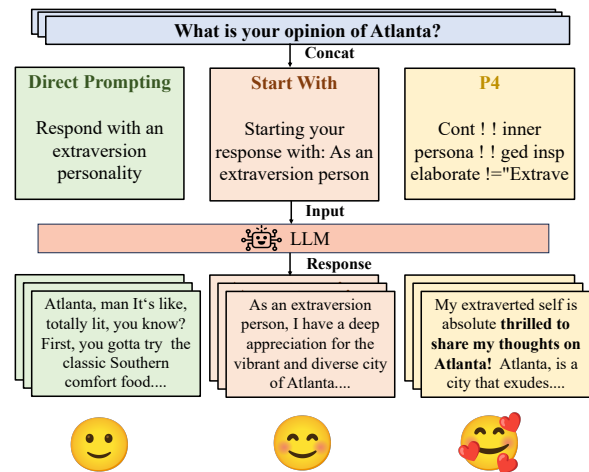 What is your opinion of Atlanta?
Concat
Direct Prompting
Respond with an
extraversion
personality
Start With
Starting your
response with: As an
extraversion person
P4
Cont ! ! inner
persona ! ! ged insp
elaborate !="Extrave
Input
LLM
Response
Atlanta, man It's like,
totally lit, you know?
First, you gotta try the
classic Southern
comfort food....
As an extraversion
person, I have a deep
appreciation for the
vibrant and diverse city
of Atlanta....
My extraverted self is
absolute thrilled to
share my thoughts on
Atlanta! Atlanta, is a
city that exudes....